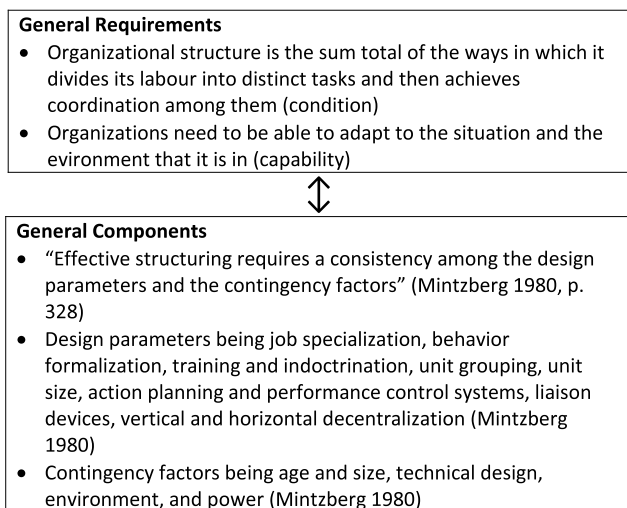 General Requirements
• Organizational structure is the sum total of the ways in which it
divides its labour into distinct tasks and then achieves
coordination among them (condition)
• Organizations need to be able to adapt to the situation and the
evironment that it is in (capability)
General Components
• “Effective structuring requires a consistency among the design
parameters and the contingency factors” (Mintzberg 1980, p.
328)
• Design parameters being job specialization, behavior
formalization, training and indoctrination, unit grouping, unit
size, action planning and performance control systems, liaison
devices, vertical and horizontal decentralization (Mintzberg
1980)
• Contingency factors being age and size, technical design,
environment, and power (Mintzberg 1980)